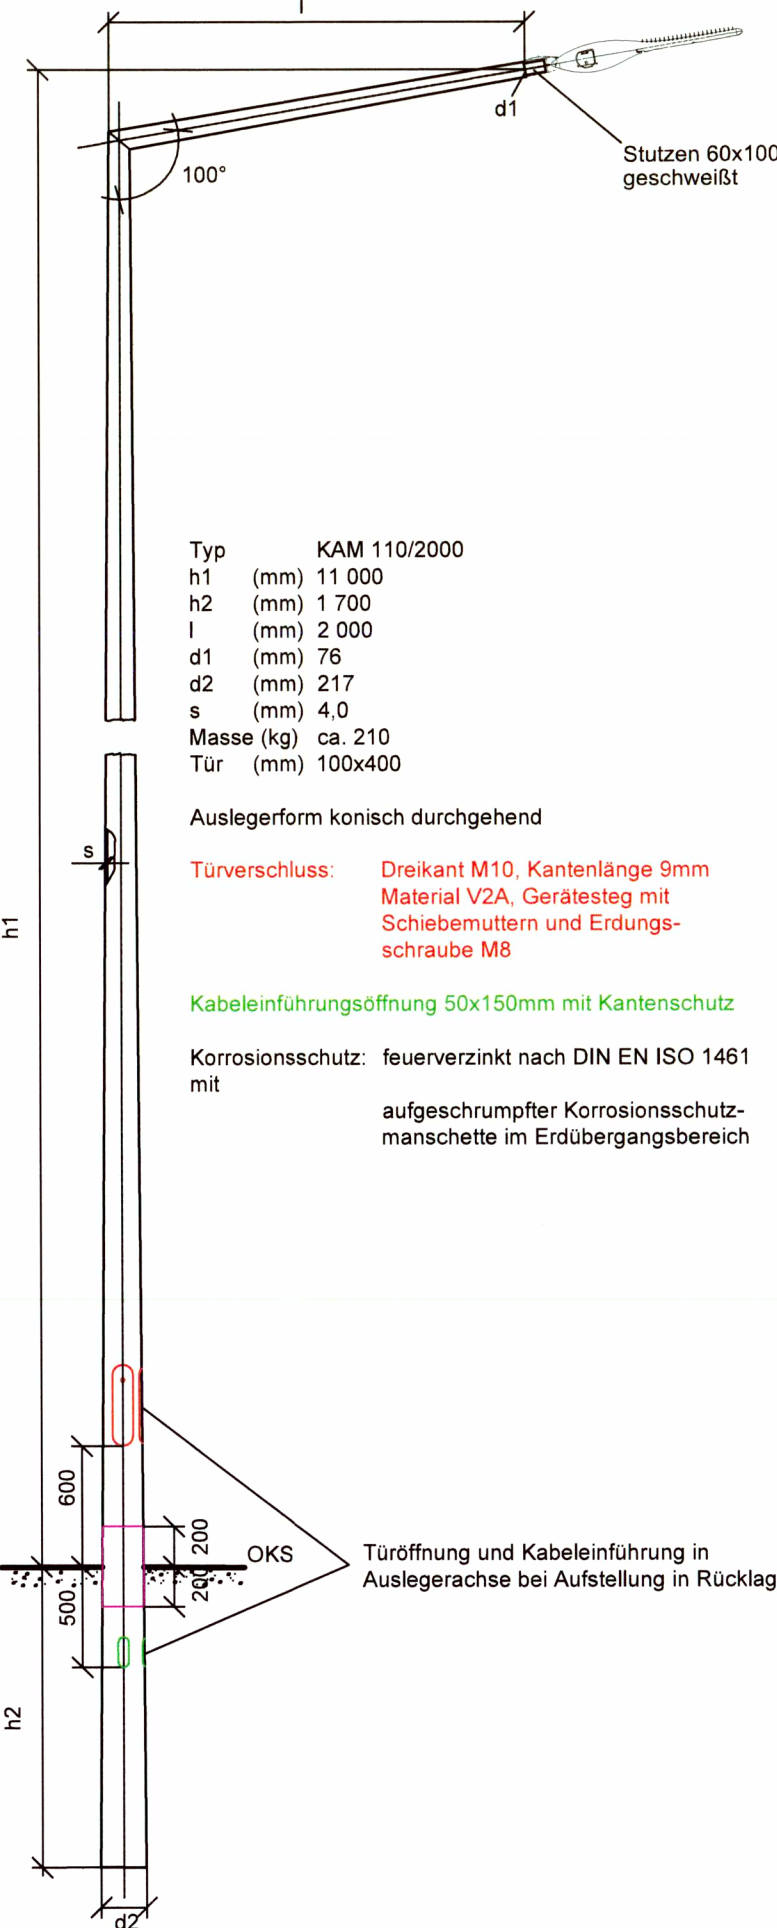 l
d1
Stutzen 60x100
geschweißt
100°
Typ KAM 110/2000
h1 (mm) 11 000
h2 (mm) 1 700
l (mm) 2 000
d1 (mm) 76
d2 (mm) 217
s (mm) 4,0
Masse (kg) ca. 210
Tür (mm) 100x400
Auslegerform konisch durchgehend
s
Türverschluss: Dreikant M10, Kantenlänge 9mm
Material V2A, Gerätesteg mit
Schiebemuttern und Erdungs-
schraube M8
h1
Kabeleinführungsöffnung 50x150mm mit Kantenschutz
Korrosionsschutz: feuerverzinkt nach DIN EN ISO 1461
mit
aufgeschrumpfter Korrosionsschutz-
manschette im Erdübergangsbereich
600
200
OKS
200
500
Türöffnung und Kabeleinführung in
Auslegerachse bei Aufstellung in Rücklag
h2
d2